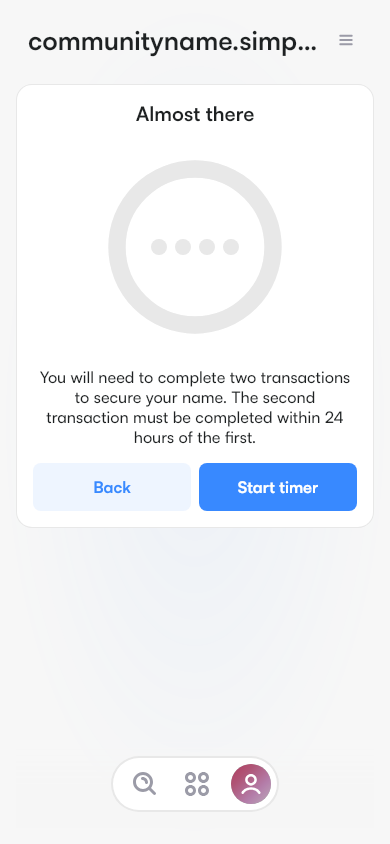 communityname.simp...
Almost there
You will need to complete two transactions
to secure your name. The second
transaction must be completed within 24
hours of the first.
Back
Start timer